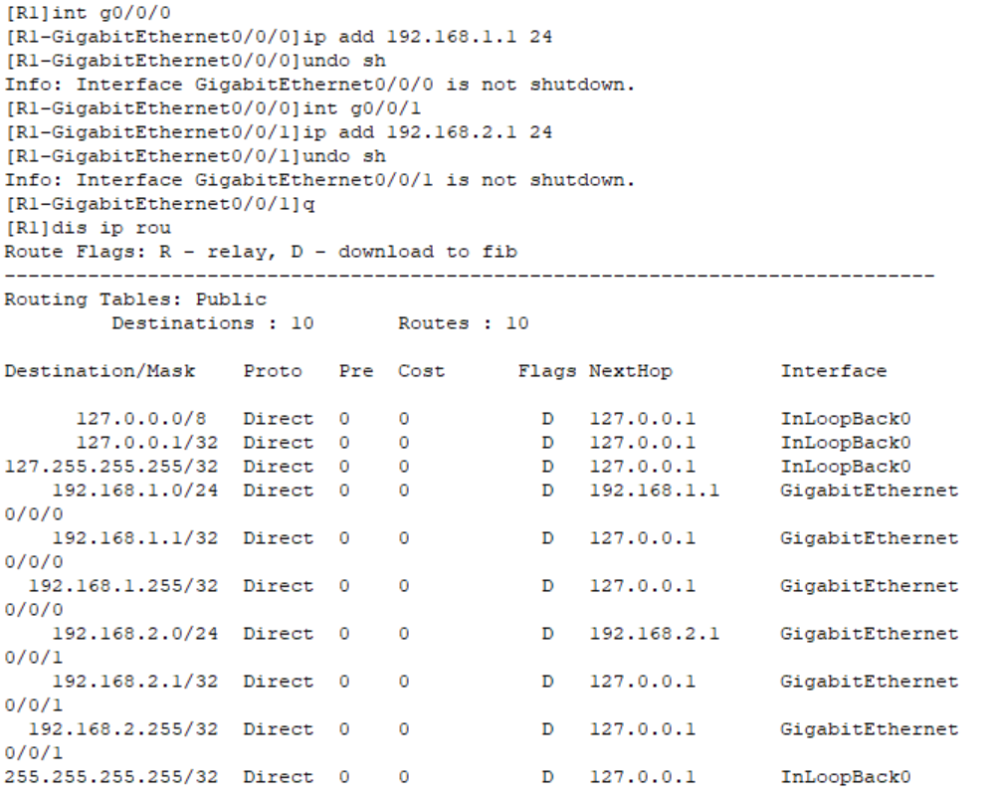 [R1]int g0/0/0
[R1-GigabitEthernet0/0/0]ip add 192.168.1.1 24
[R1-GigabitEthernet0/0/0]undo sh
Info: Interface GigabitEthernet0/0/0 is not shutdown.
[R1-GigabitEthernet0/0/0]int g0/0/1
[R1-GigabitEthernet0/0/1]ip add 192.168.2.1 24
[R1-GigabitEthernet0/0/1]undo sh
Info: Interface GigabitEthernet0/0/1 is not shutdown.
[R1-GigabitEthernet0/0/1]q
[R1]dis ip rou
Route Flags: R - relay, D - download to fib
------------------------------------------------------------------------------
Routing Tables: Public
         Destinations : 10       Routes : 10

Destination/Mask    Proto   Pre  Cost      Flags NextHop         Interface

      127.0.0.0/8   Direct  0    0           D   127.0.0.1       InLoopBack0
      127.0.0.1/32  Direct  0    0           D   127.0.0.1       InLoopBack0
127.255.255.255/32  Direct  0    0           D   127.0.0.1       InLoopBack0
    192.168.1.0/24  Direct  0    0           D   192.168.1.1     GigabitEthernet
0/0/0
    192.168.1.1/32  Direct  0    0           D   127.0.0.1       GigabitEthernet
0/0/0
  192.168.1.255/32  Direct  0    0           D   127.0.0.1       GigabitEthernet
0/0/0
    192.168.2.0/24  Direct  0    0           D   192.168.2.1     GigabitEthernet
0/0/1
    192.168.2.1/32  Direct  0    0           D   127.0.0.1       GigabitEthernet
0/0/1
  192.168.2.255/32  Direct  0    0           D   127.0.0.1       GigabitEthernet
0/0/1
255.255.255.255/32  Direct  0    0           D   127.0.0.1       InLoopBack0